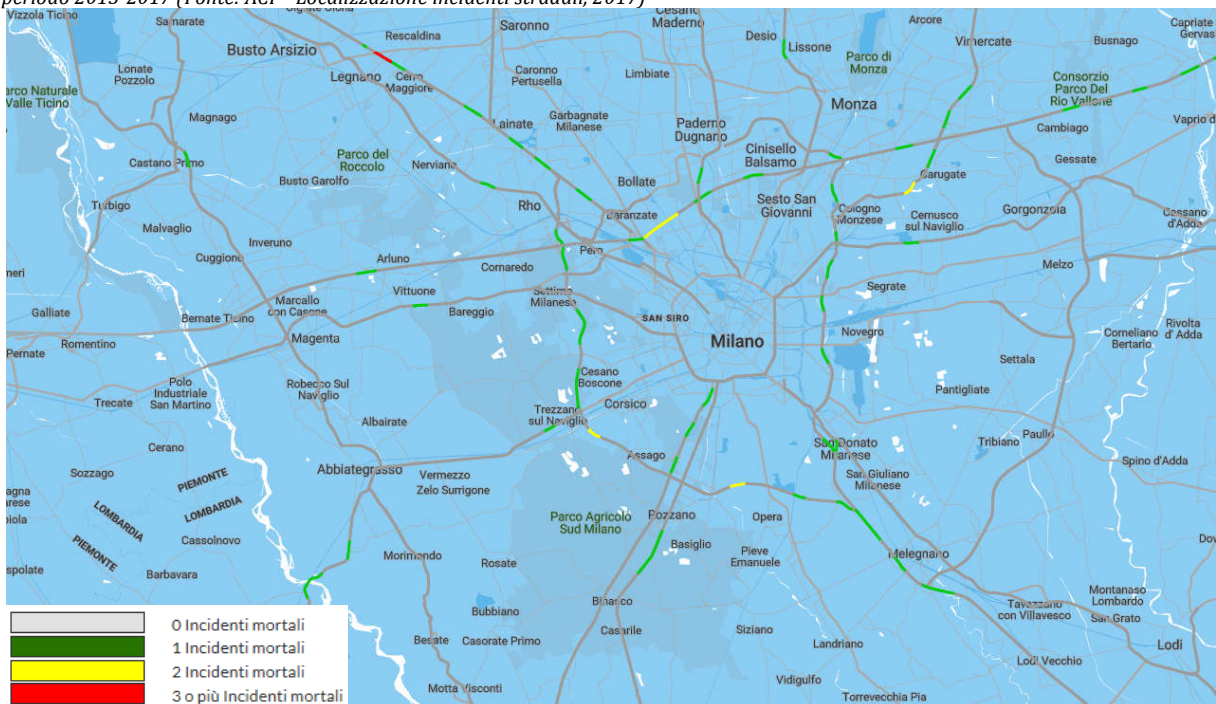 periodo 2015-2017 (Fonte: ACI – Localizzazione incidenti stradali, 2017)
Vizzola Ticino
Samarate
Rescaldina
Saronno
Cesano
Maderno
Desio
Lissone
Arcore
Vimercate
Busnago
Capriate
Gervas
Busto Arsizio
Legnano
Cerro
Maggiore
Lonate
Pozzolo
Caronno
Pertusella
Limbiate
Parco di
Monza
Consorzio
Parco Del
Rio Vallone
arco Naturale
Valle Ticino
Magnago
Lainate
Garbagnate
Milanese
Paderno
Dugnano
Monza
Vaprio d
Cambiago
Castano Primo
Parco del
Roccolo
Nerviano
Cinisello
Balsamo
Gessate
Busto Garolfo
Bollate
Carugate
Turbigo
Rho
Baranzate
Sesto San
Giovanni
Cologno
Monzese
Cernusco
sul Naviglio
Gorgonzola
Cassano
d'Adda
Malvaglio
Inveruno
Cuggiono
Arluno
Cornaredo
Pero
Melzo
meri
Vittuone
Settimo
Milanese
Segrate
Galliate
Marcallo
con Casone
Bernate Ticino
Bareggio
SAN SIRO
Milano
Novegro
Corneliano
Bertario
Rivolta
d'Adda
Pernate
Romentino
Magenta
Settala
Polo
Industriale
San Martino
Robecco Sul
Naviglio
Cesano
Boscone
Pantigliate
Trecate
Albairate
Trezzano
sul Naviglio
Corsico
Cerano
San Donato
Milanese
Tribiano
Paullo
Sozzago
PIEMONTE
LOMBARDIA
Abbiategrasso
Vermezzo
Zelo Surrigone
Assago
San Giuliano
Milanese
Spino d'Adda
LOMBARDIA
PIEMONTE
Parco Agricolo
Sud Milano
Rozzano
Opera
Cassolnovo
Morimondo
Rosate
Basiglio
Pieve
Emanuele
Melegnano
spolate
Barbavara
Bubbiano
Binasco
Tavazzano
con Villavesco
Montanaso
Lombardo
San Grato
Besate
Casorate Primo
Casarile
Siziano
Landriano
Lodi
Lodi Vecchio
Motta Visconti
Vidigulfo
Torrevecchia Pia
0 Incidenti mortali
1 Incidenti mortali
2 Incidenti mortali
3 o più Incidenti mortali